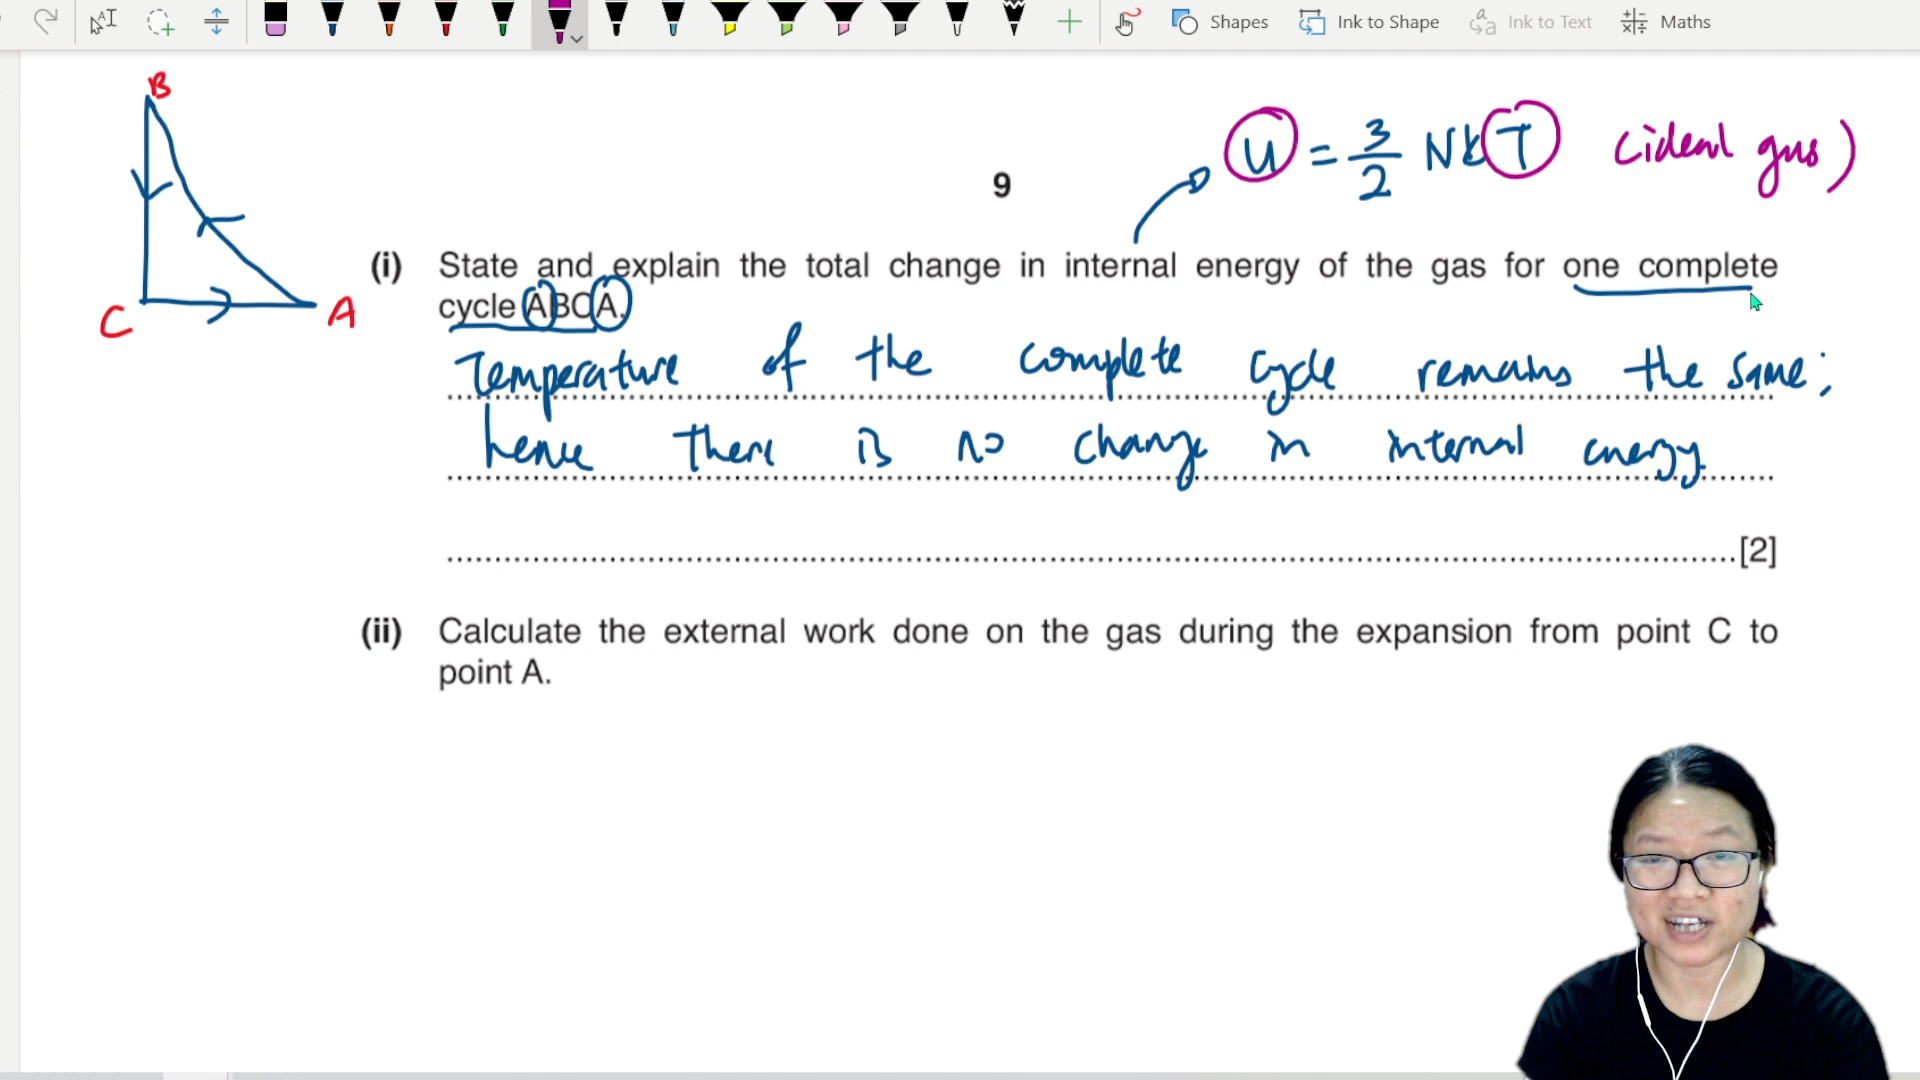 Shapes
Ink to Shape
Ink to Text
Maths
B
C
A
U = 3/2 NkT (ideal gas)
9
(i) State and explain the total change in internal energy of the gas for one complete
cycle ABCA.
Temperature of the complete cycle remains the same;
hence there is no change in internal energy.
[2]
(ii) Calculate the external work done on the gas during the expansion from point C to
point A.